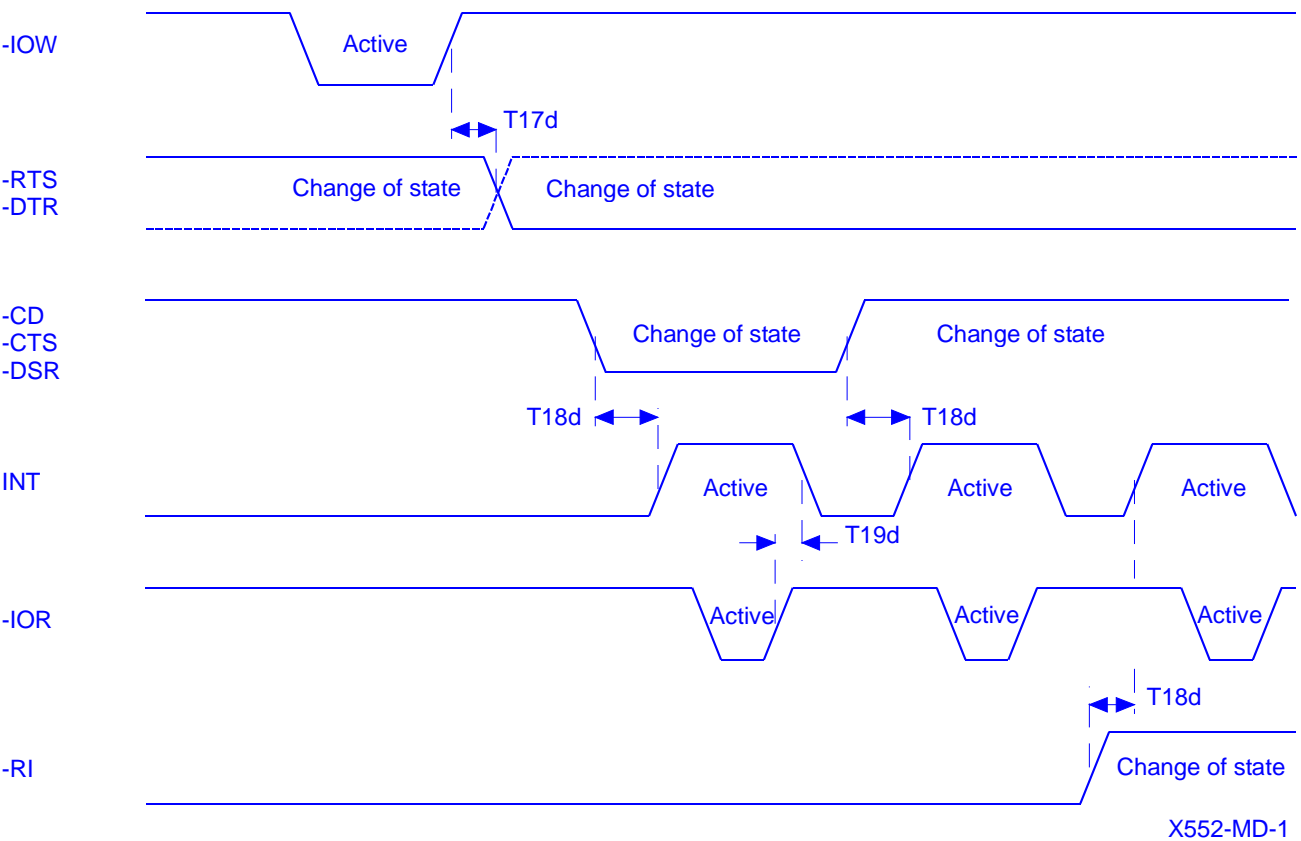 -IOW
Active
T17d
-RTS
-DTR
Change of state
Change of state
-CD
-CTS
-DSR
Change of state
Change of state
T18d
T18d
INT
Active
Active
Active
T19d
-IOR
Active
Active
Active
T18d
-RI
Change of state
X552-MD-1